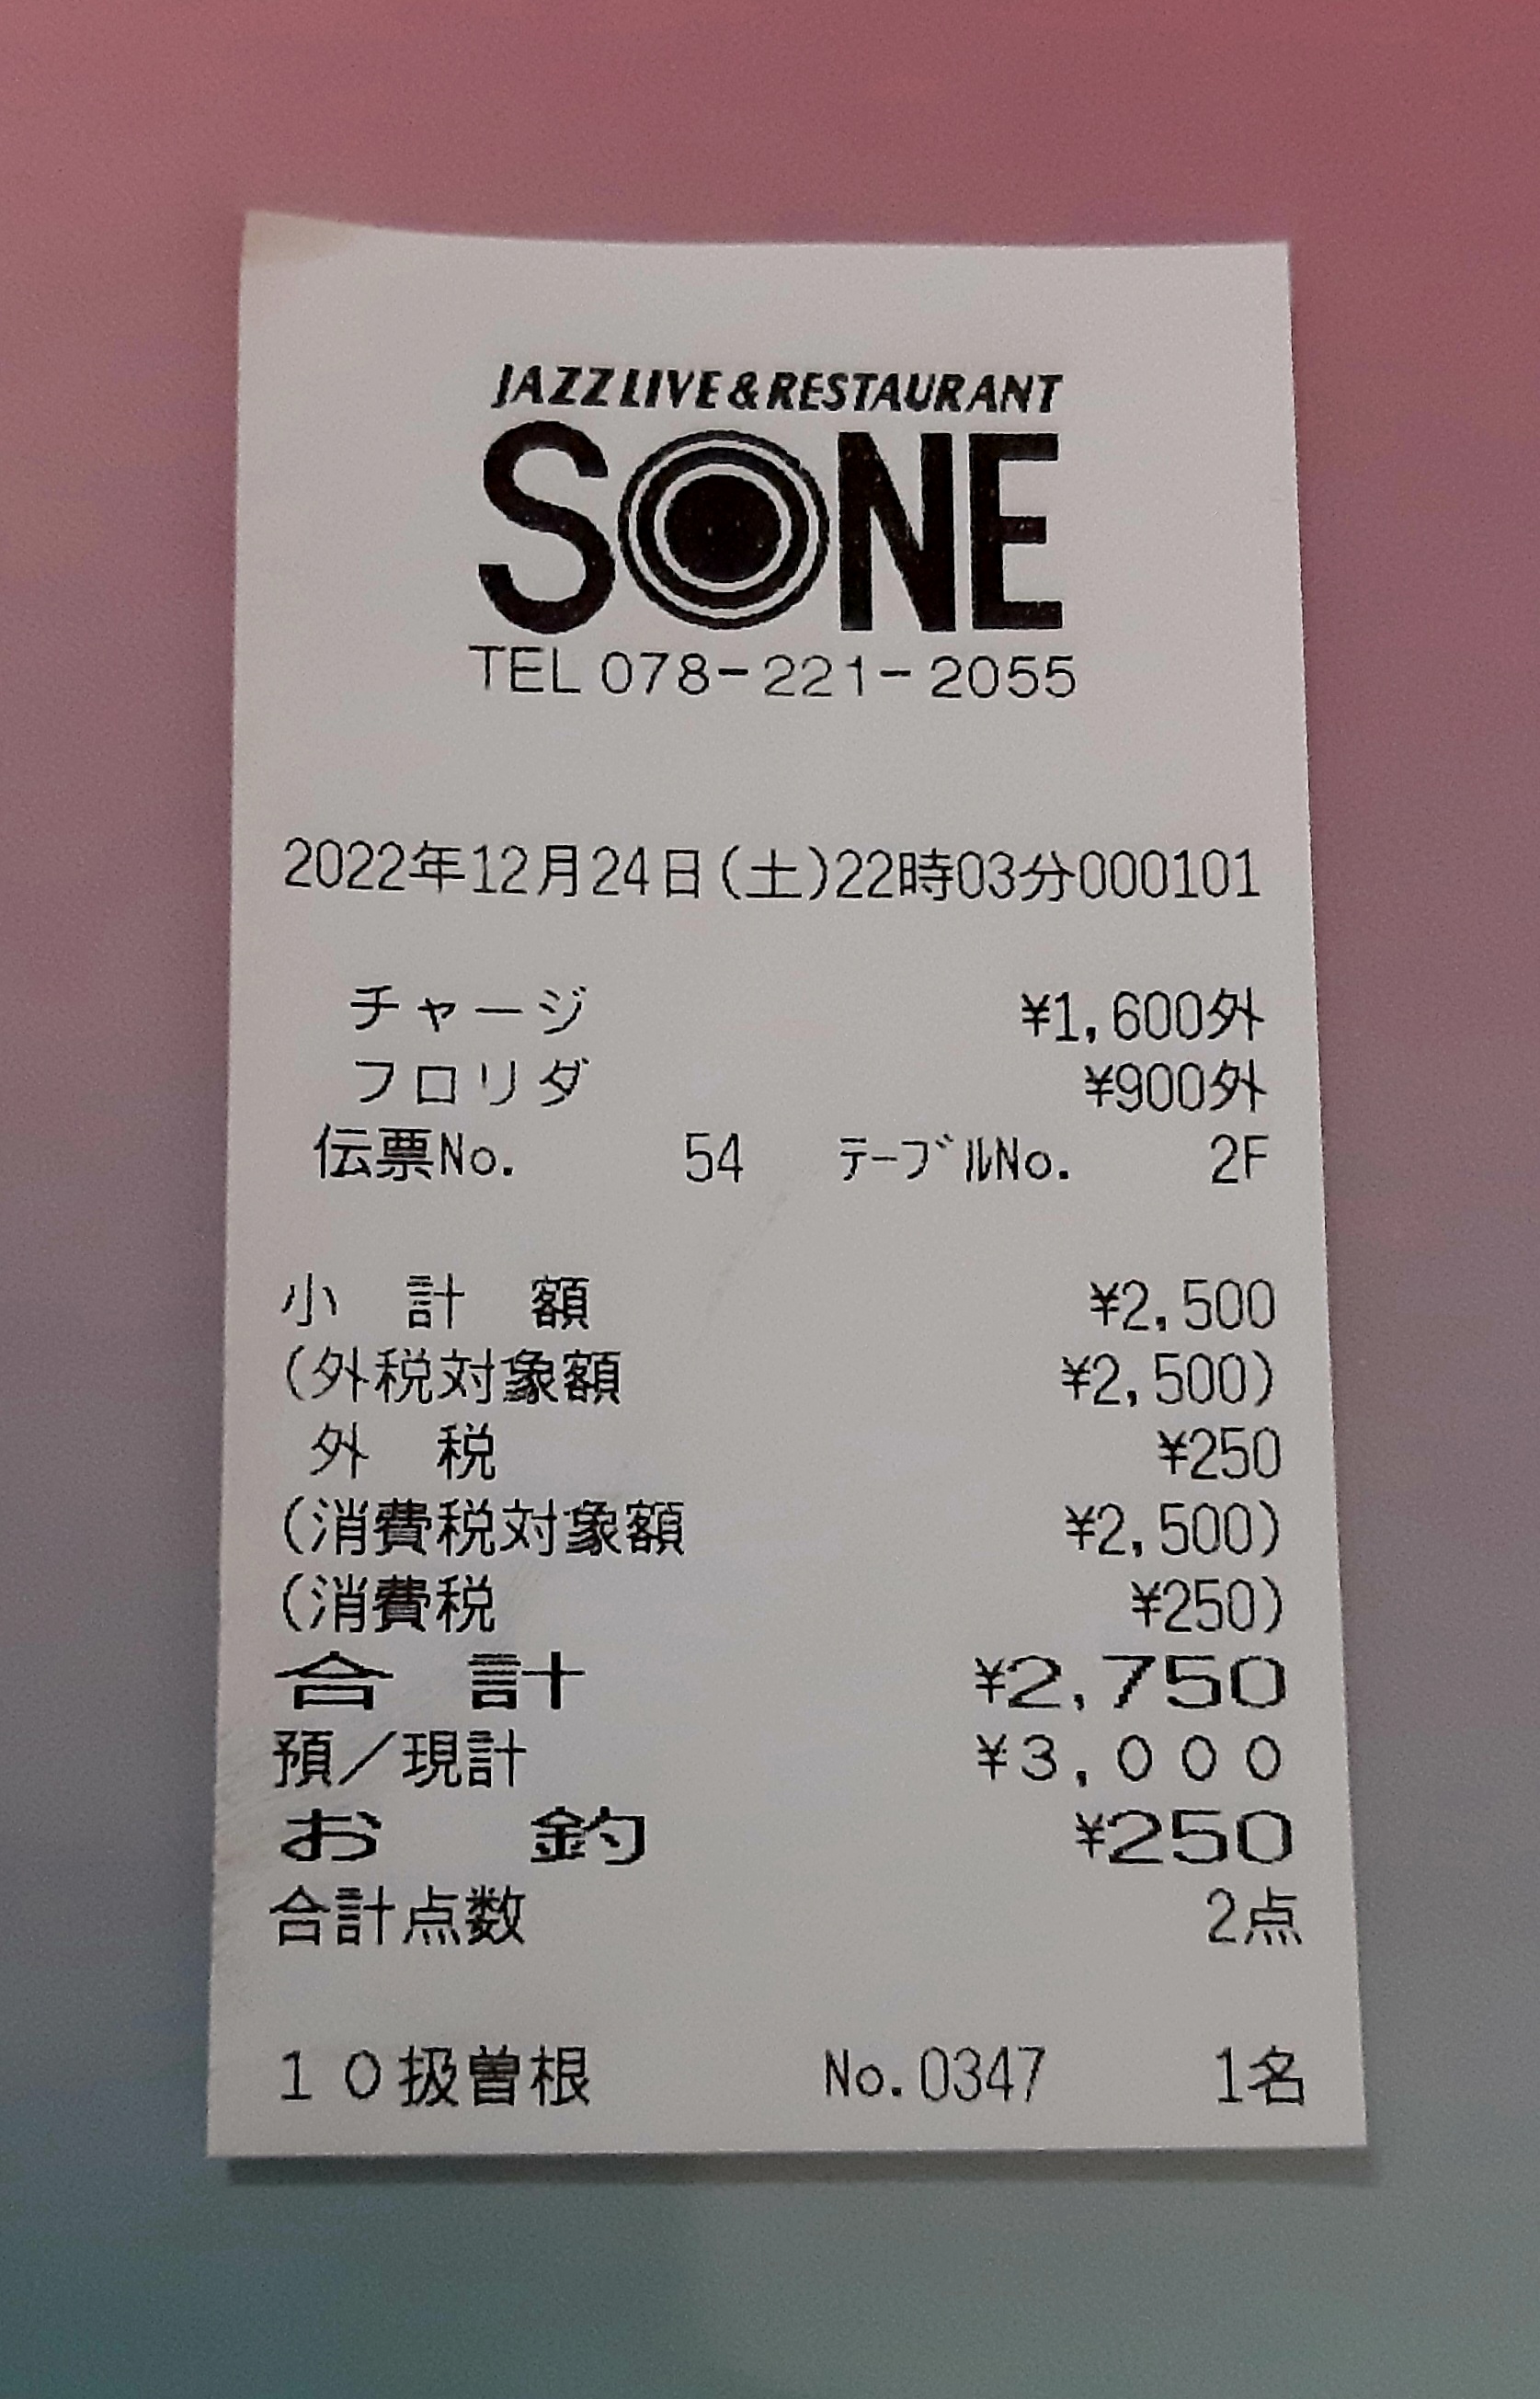 JAZZ LIVE & RESTAURANT
SONE
TEL 078-221-2055
2022年12月24日(土)22時03分000101
チャージ ¥1,600外
フロリダ ¥900外
伝票No. 54 ﾃｰﾌﾞﾙNo. 2F
小計額 ¥2,500
(外税対象額 ¥2,500)
外税 ¥250
(消費税対象額 ¥2,500)
(消費税 ¥250)
合計 ¥2,750
預/現計 ¥3,000
お釣 ¥250
合計点数 2点
10扱曽根 No.0347 1名